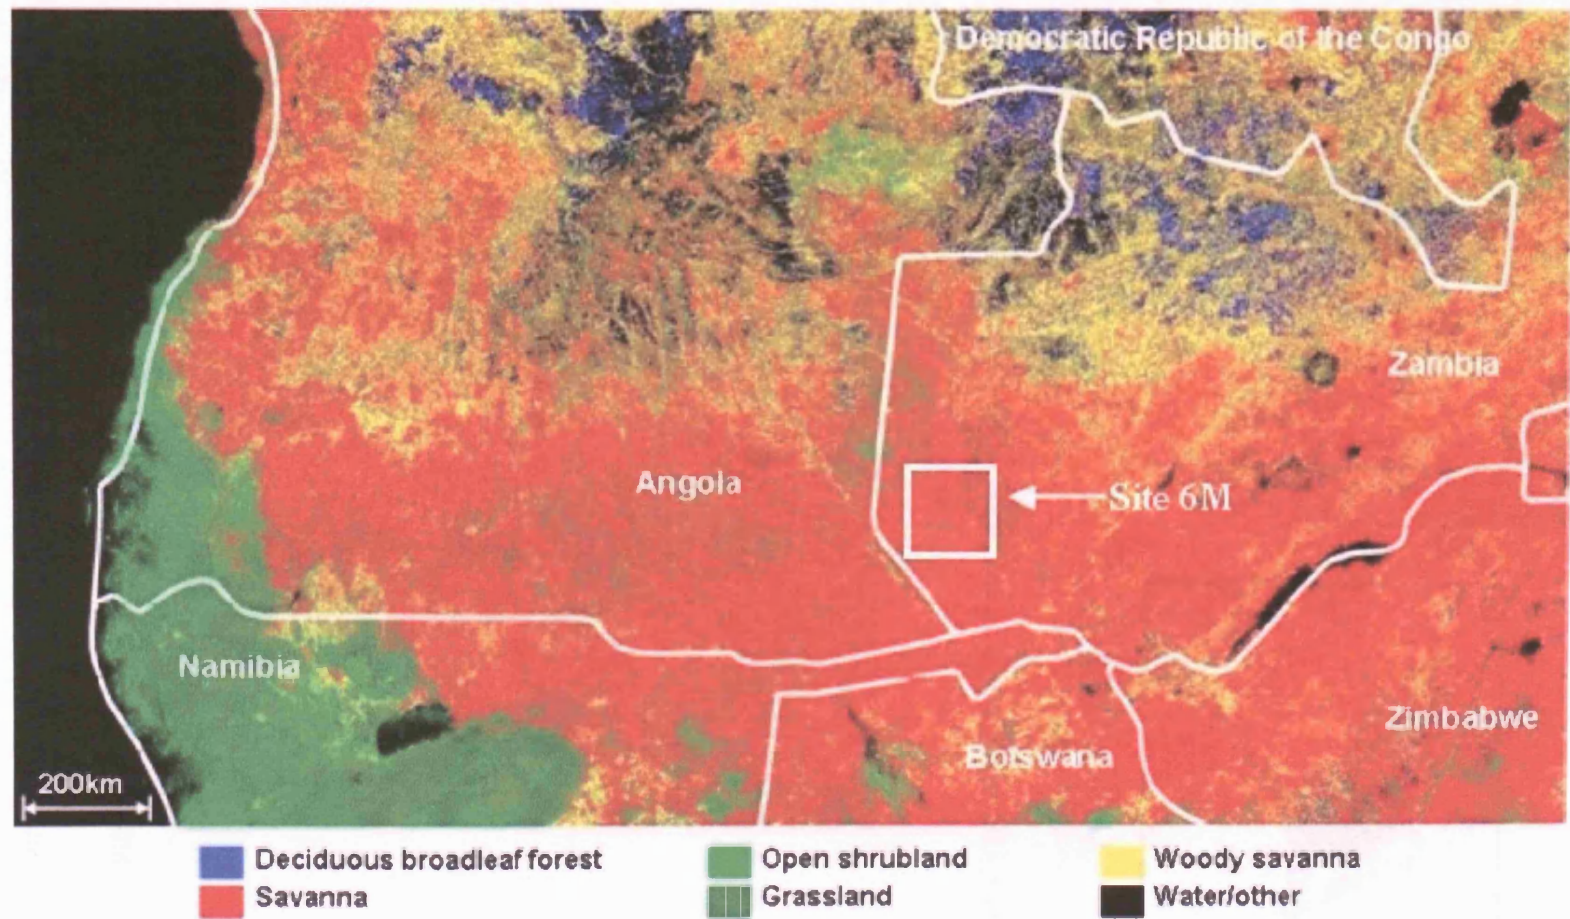 Democratic Republic of the Congo
Zambia
Angola
Site 6M
Namibia
Zimbabwe
Botswana
200km
Deciduous broadleaf forest
Open shrubland
Woody savanna
Savanna
Grassland
Water/other